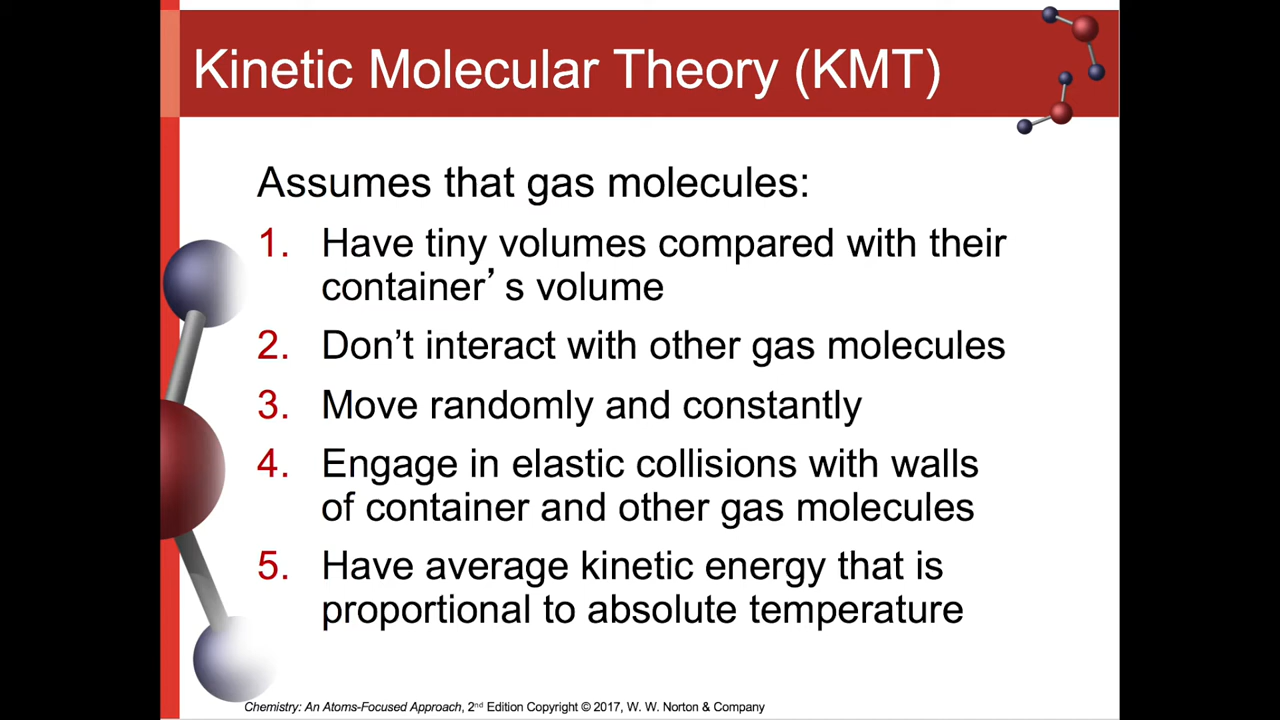 Kinetic Molecular Theory (KMT)
Assumes that gas molecules:
1. Have tiny volumes compared with their
container’s volume
2. Don’t interact with other gas molecules
3. Move randomly and constantly
4. Engage in elastic collisions with walls
of container and other gas molecules
5. Have average kinetic energy that is
proportional to absolute temperature
Chemistry: An Atoms-Focused Approach, 2nd Edition Copyright © 2017, W. W. Norton & Company